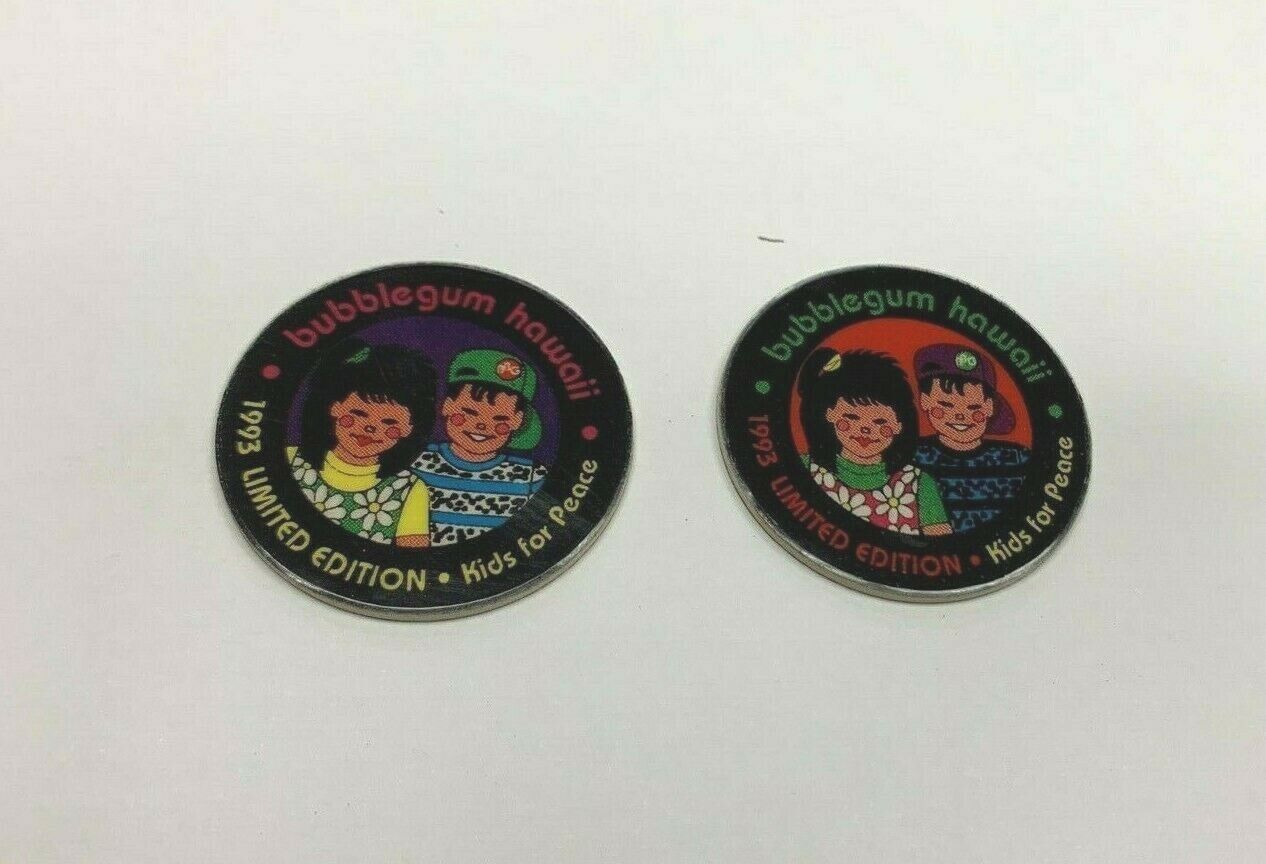 bubblegum hawaii
1993 LIMITED EDITION • Kids for Peace
bubblegum hawaii
1993 LIMITED EDITION • Kids for Peace